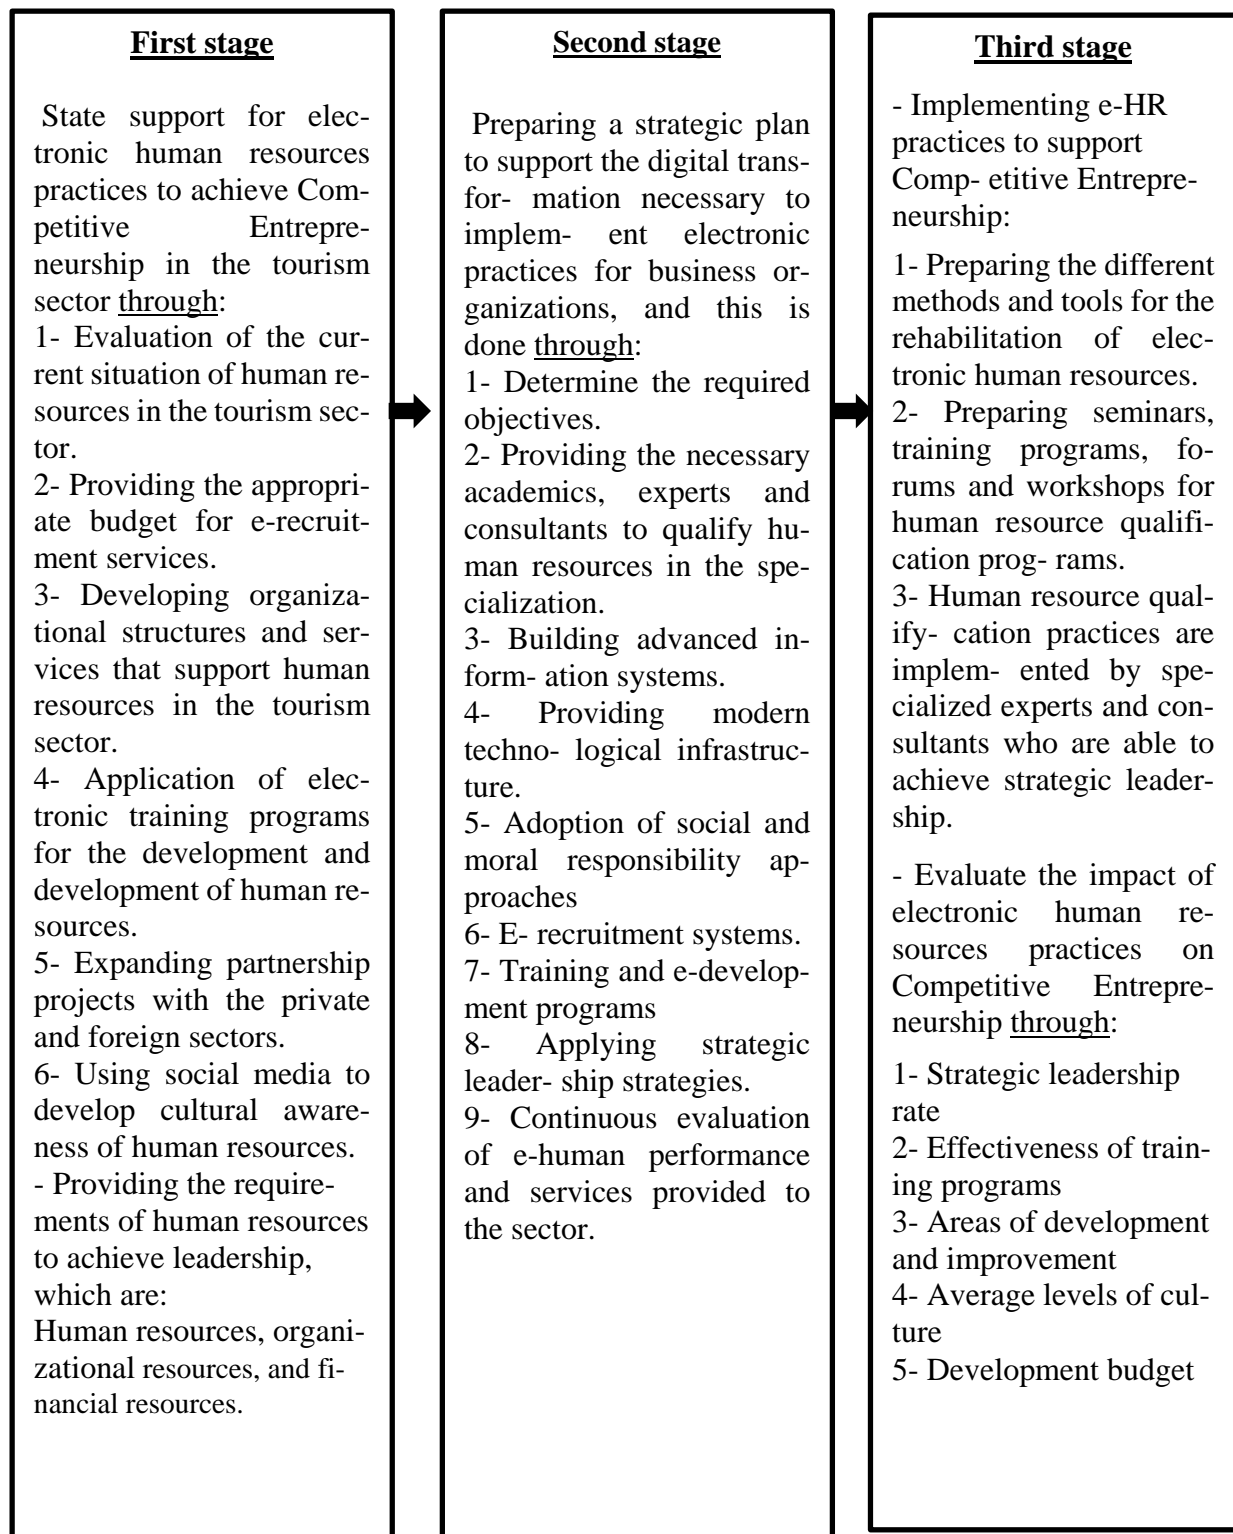 First stage
State support for elec-
tronic human resources
practices to achieve Com-
petitive Entrepre-
neurship in the tourism
sector through:
1- Evaluation of the cur-
rent situation of human re-
sources in the tourism sec-
tor.
2- Providing the appropri-
ate budget for e-recruit-
ment services.
3- Developing organiza-
tional structures and ser-
vices that support human
resources in the tourism
sector.
4- Application of elec-
tronic training programs
for the development and
development of human re-
sources.
5- Expanding partnership
projects with the private
and foreign sectors.
6- Using social media to
develop cultural aware-
ness of human resources.
- Providing the require-
ments of human resources
to achieve leadership,
which are:
Human resources, organi-
zational resources, and fi-
nancial resources.
Second stage
Preparing a strategic plan
to support the digital trans-
for- mation necessary to
implem- ent electronic
practices for business or-
ganizations, and this is
done through:
1- Determine the required
objectives.
2- Providing the necessary
academics, experts and
consultants to qualify hu-
man resources in the spe-
cialization.
3- Building advanced in-
form- ation systems.
4- Providing modern
techno- logical infrastruc-
ture.
5- Adoption of social and
moral responsibility ap-
proaches
6- E- recruitment systems.
7- Training and e-develop-
ment programs
8- Applying strategic
leader- ship strategies.
9- Continuous evaluation
of e-human performance
and services provided to
the sector.
Third stage
- Implementing e-HR
practices to support
Comp- etitive Entrepre-
neurship:
1- Preparing the different
methods and tools for the
rehabilitation of elec-
tronic human resources.
2- Preparing seminars,
training programs, fo-
rums and workshops for
human resource qualifi-
cation prog- rams.
3- Human resource qual-
ify- cation practices are
implem- ented by spe-
cialized experts and con-
sultants who are able to
achieve strategic leader-
ship.
- Evaluate the impact of
electronic human re-
sources practices on
Competitive Entrepre-
neurship through:
1- Strategic leadership
rate
2- Effectiveness of train-
ing programs
3- Areas of development
and improvement
4- Average levels of cul-
ture
5- Development budget